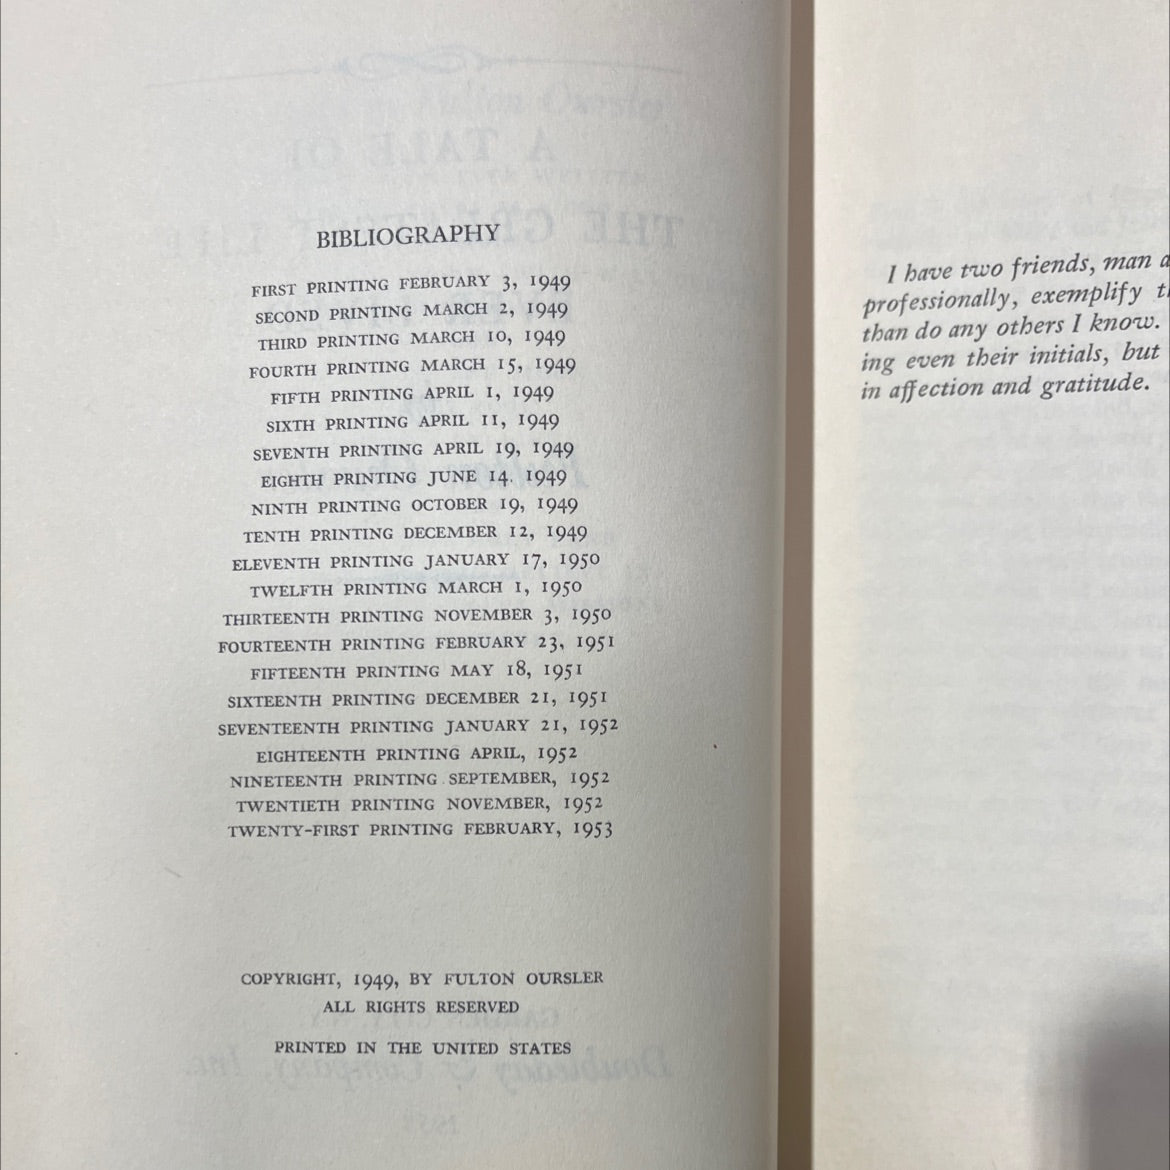 BIBLIOGRAPHY
FIRST PRINTING FEBRUARY 3, 1949
SECOND PRINTING MARCH 2, 1949
THIRD PRINTING MARCH 10, 1949
FOURTH PRINTING MARCH 15, 1949
FIFTH PRINTING APRIL 1, 1949
SIXTH PRINTING APRIL 11, 1949
SEVENTH PRINTING APRIL 19, 1949
EIGHTH PRINTING JUNE 14. 1949
NINTH PRINTING OCTOBER 19, 1949
TENTH PRINTING DECEMBER 12, 1949
ELEVENTH PRINTING JANUARY 17, 1950
TWELFTH PRINTING MARCH 1, 1950
THIRTEENTH PRINTING NOVEMBER 3, 1950
FOURTEENTH PRINTING FEBRUARY 23, 1951
FIFTEENTH PRINTING MAY 18, 1951
SIXTEENTH PRINTING DECEMBER 21, 1951
SEVENTEENTH PRINTING JANUARY 21, 1952
EIGHTEENTH PRINTING APRIL, 1952
NINETEENTH PRINTING SEPTEMBER, 1952
TWENTIETH PRINTING NOVEMBER, 1952
TWENTY-FIRST PRINTING FEBRUARY, 1953
COPYRIGHT, 1949, BY FULTON OURSLER
ALL RIGHTS RESERVED
PRINTED IN THE UNITED STATES
I have two friends, man
professionally, exemplify
than do any others I know.
ing even their initials, but
in affection and gratitude.